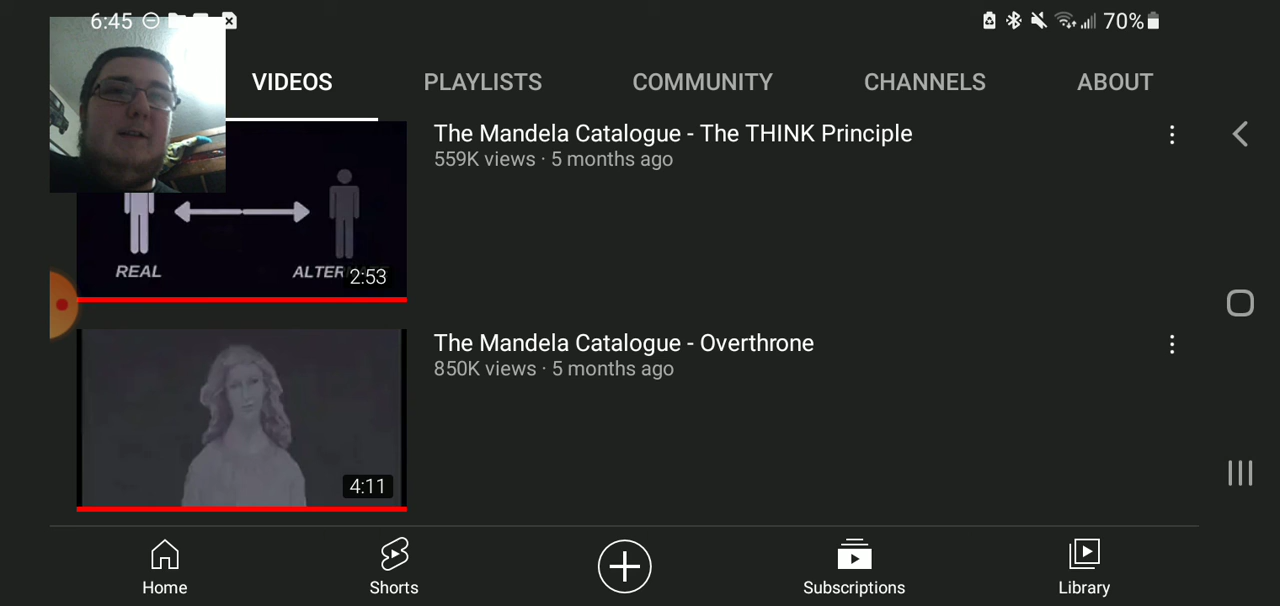 6:45
70%
VIDEOS
PLAYLISTS
COMMUNITY
CHANNELS
ABOUT
The Mandela Catalogue - The THINK Principle
559K views · 5 months ago
REAL
ALTER
2:53
The Mandela Catalogue - Overthrone
850K views · 5 months ago
4:11
Home
Shorts
Subscriptions
Library